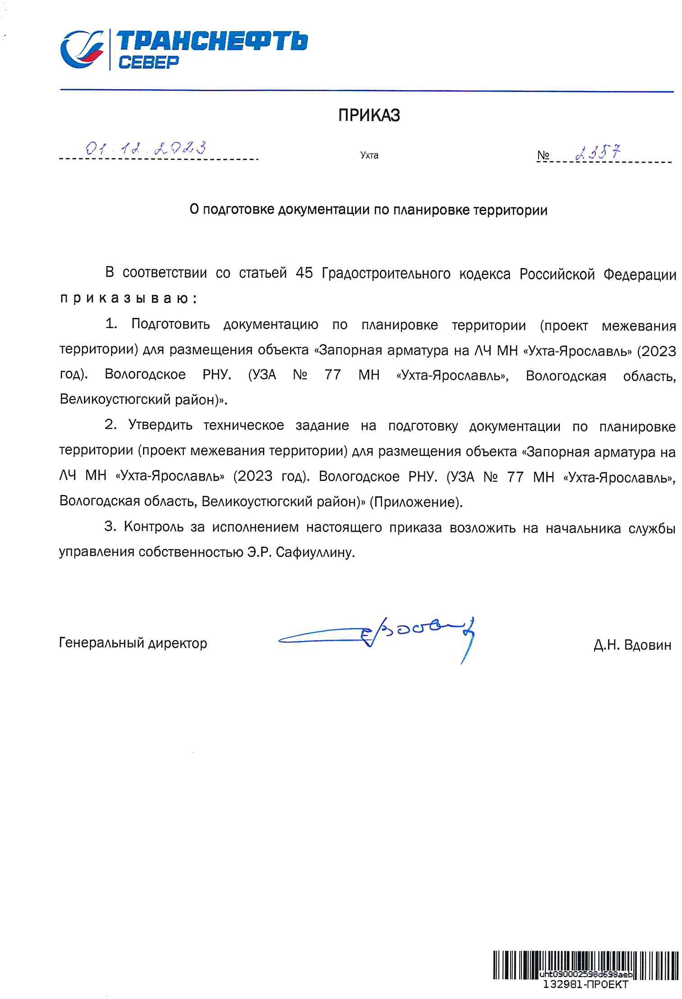 ТРАНСНЕФТЬ
СЕВЕР
ПРИКАЗ
01.12.2023 Ухта № 2357
О подготовке документации по планировке территории
В соответствии со статьей 45 Градостроительного кодекса Российской Федерации
приказываю:
1. Подготовить документацию по планировке территории (проект межевания
территории) для размещения объекта «Запорная арматура на ЛЧ МН «Ухта-Ярославль» (2023
год). Вологодское РНУ. (УЗА № 77 МН «Ухта-Ярославль», Вологодская область,
Великоустюгский район)».
2. Утвердить техническое задание на подготовку документации по планировке
территории (проект межевания территории) для размещения объекта «Запорная арматура на
ЛЧ МН «Ухта-Ярославль» (2023 год). Вологодское РНУ. (УЗА № 77 МН «Ухта-Ярославль»,
Вологодская область, Великоустюгский район)» (Приложение).
3. Контроль за исполнением настоящего приказа возложить на начальника службы
управления собственностью Э.Р. Сафиуллину.
Генеральный директор Д.Н. Вдовин
uht090002598d698aeb
132981-ПРОЕКТ